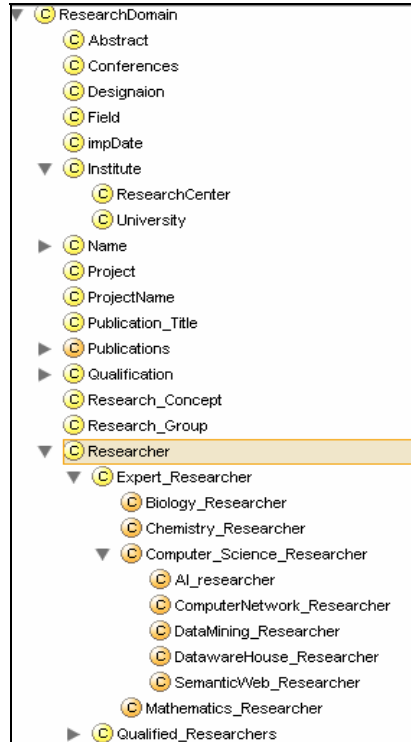 ResearchDomain
Abstract
Conferences
Designaion
Field
impDate
Institute
ResearchCenter
University
Name
Project
ProjectName
Publication_Title
Publications
Qualification
Research_Concept
Research_Group
Researcher
Expert_Researcher
Biology_Researcher
Chemistry_Researcher
Computer_Science_Researcher
AI_researcher
ComputerNetwork_Researcher
DataMining_Researcher
DatawareHouse_Researcher
SemanticWeb_Researcher
Mathematics_Researcher
Qualified_Researchers